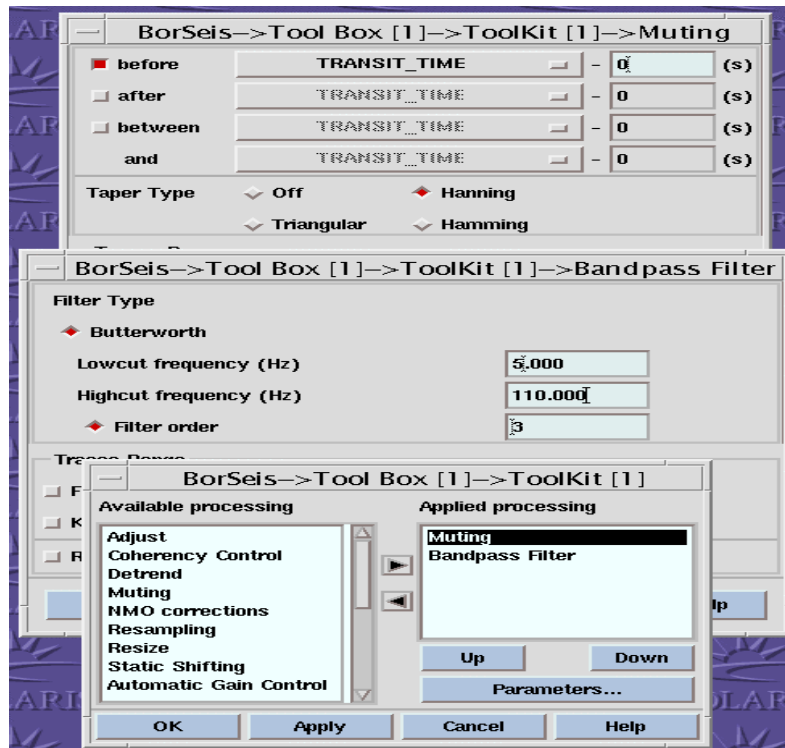 BorSeis–>Tool Box [1]–>ToolKit [1]–>Muting
before TRANSIT_TIME – 0 (s)
after TRANSIT_TIME – 0 (s)
between TRANSIT_TIME – 0 (s)
and TRANSIT_TIME – 0 (s)
Taper Type Off Hanning
Triangular Hamming
BorSeis–>Tool Box [1]–>ToolKit [1]–>Bandpass Filter
Filter Type
Butterworth
Lowcut frequency (Hz) 5.000
Highcut frequency (Hz) 110.000
Filter order 3
BorSeis–>Tool Box [1]–>ToolKit [1]
Available processing Applied processing
Adjust
Coherency Control
Detrend
Muting
NMO corrections
Resampling
Resize
Static Shifting
Automatic Gain Control
Muting
Bandpass Filter
Up Down
Parameters...
OK Apply Cancel Help